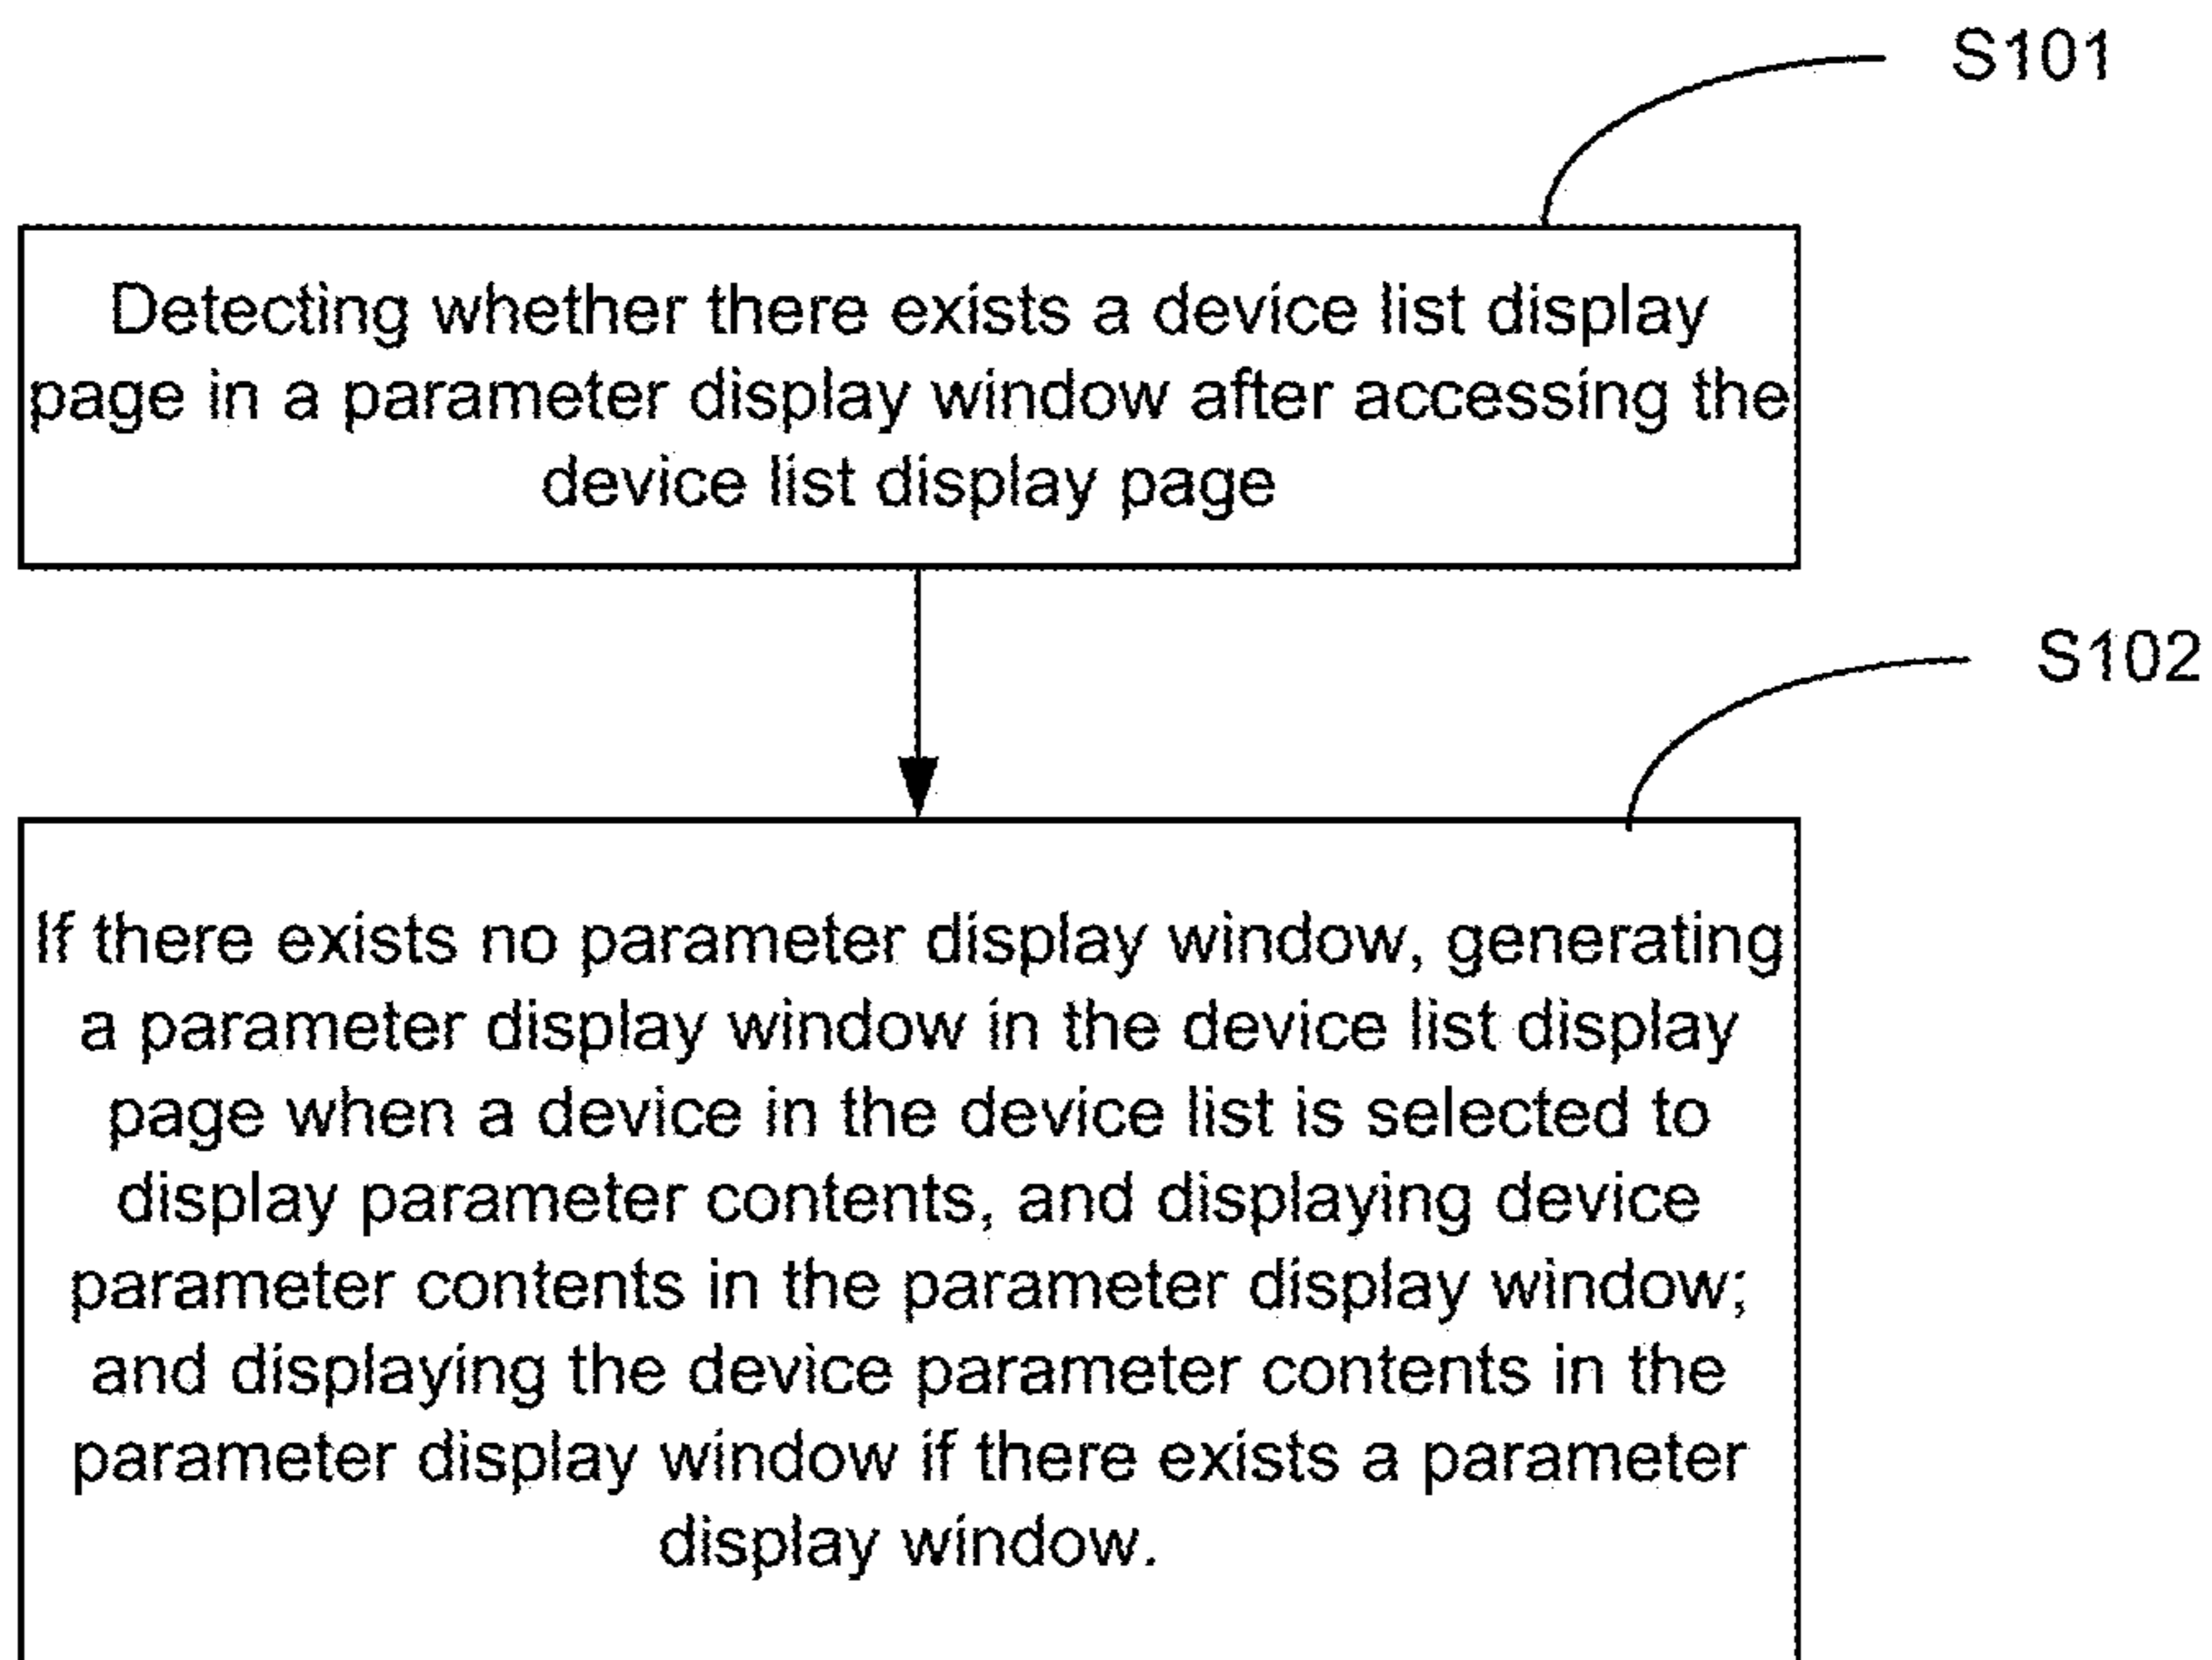 S101
Detecting whether there exists a device list display
page in a parameter display window after accessing the
device list display page
S102
If there exists no parameter display window, generating
a parameter display window in the device list display
page when a device in the device list is selected to
display parameter contents, and displaying device
parameter contents in the parameter display window;
and displaying the device parameter contents in the
parameter display window if there exists a parameter
display window.